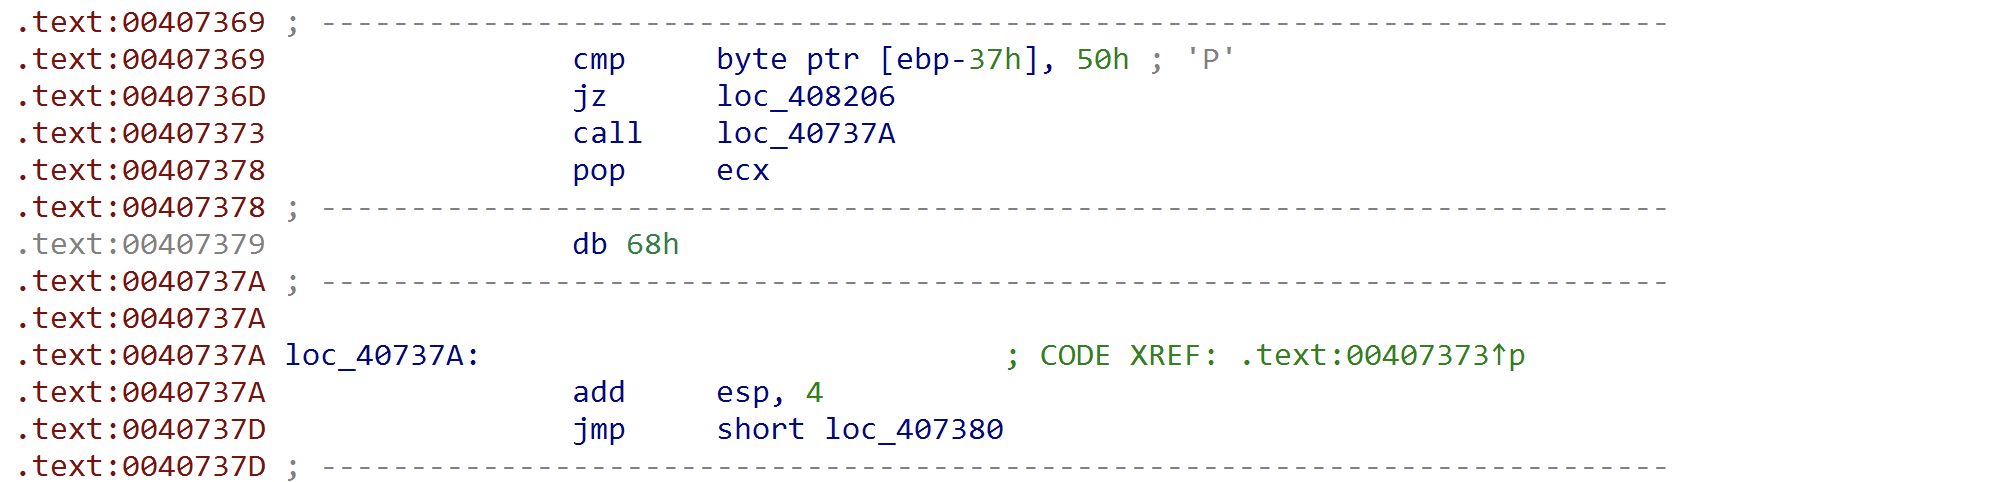 .text:00407369 ; ---------------------------------------------------------------------------
.text:00407369                 cmp     byte ptr [ebp-37h], 50h ; 'P'
.text:0040736D                 jz      loc_408206
.text:00407373                 call    loc_40737A
.text:00407378                 pop     ecx
.text:00407378 ; ---------------------------------------------------------------------------
.text:00407379                 db 68h
.text:0040737A ; ---------------------------------------------------------------------------
.text:0040737A
.text:0040737A loc_40737A:                             ; CODE XREF: .text:00407373↑p
.text:0040737A                 add     esp, 4
.text:0040737D                 jmp     short loc_407380
.text:0040737D ; ---------------------------------------------------------------------------